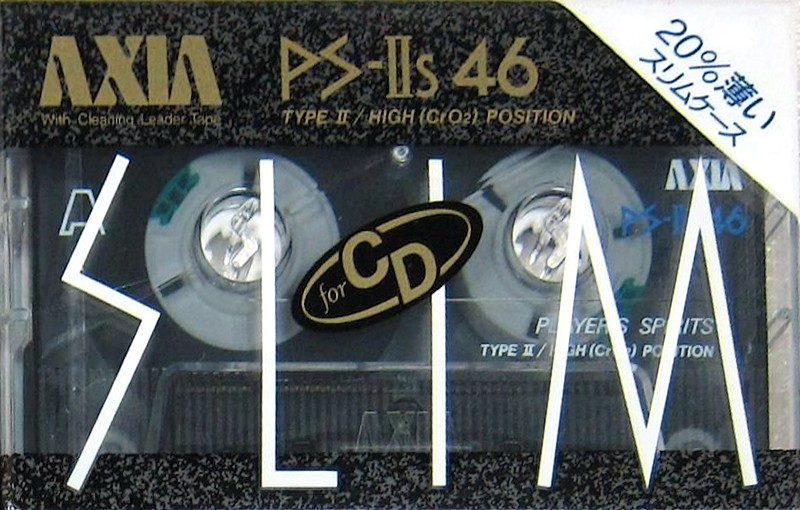 AXIA
With Cleaning Leader Tape
PS-IIs 46
TYPE II / HIGH (CrO2) POSITION
20%薄い
スリムケース
A
AXIA
PS-IIs 46
SLIM
for CD
PLAYER'S SPIRITS
TYPE II / HIGH (CrO2) POSITION
AXIA